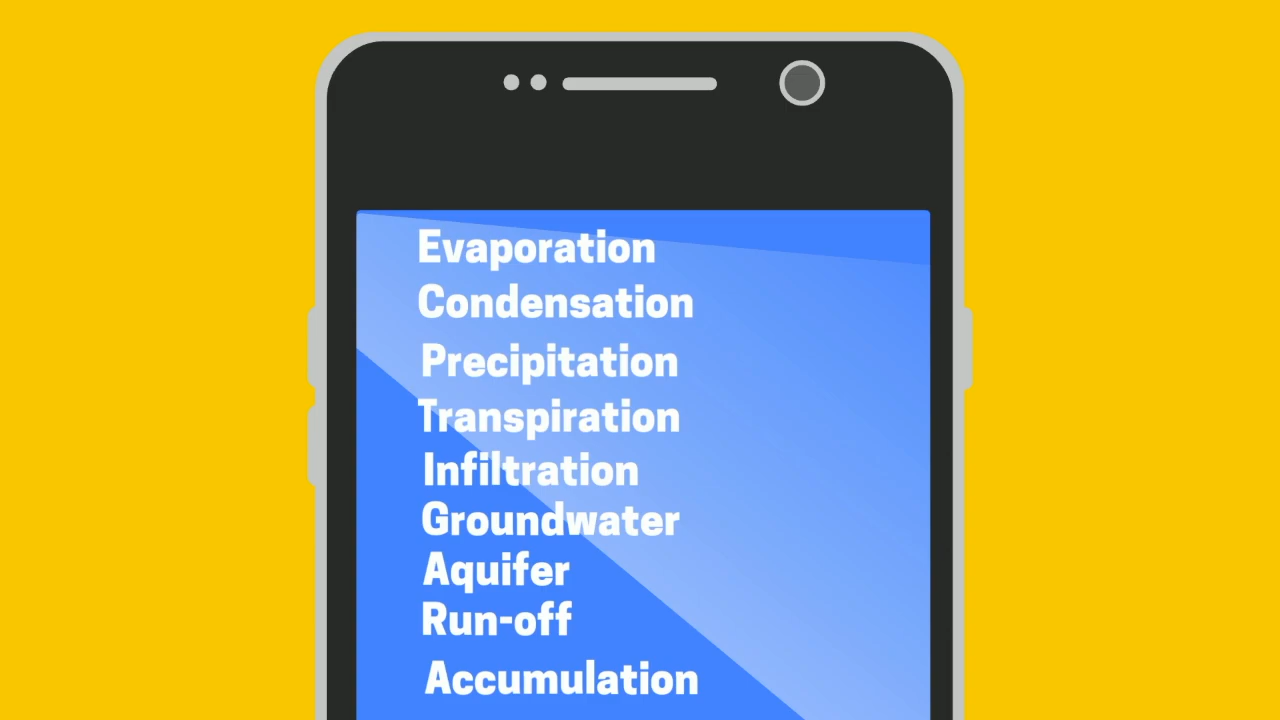 Evaporation
Condensation
Precipitation
Transpiration
Infiltration
Groundwater
Aquifer
Run-off
Accumulation